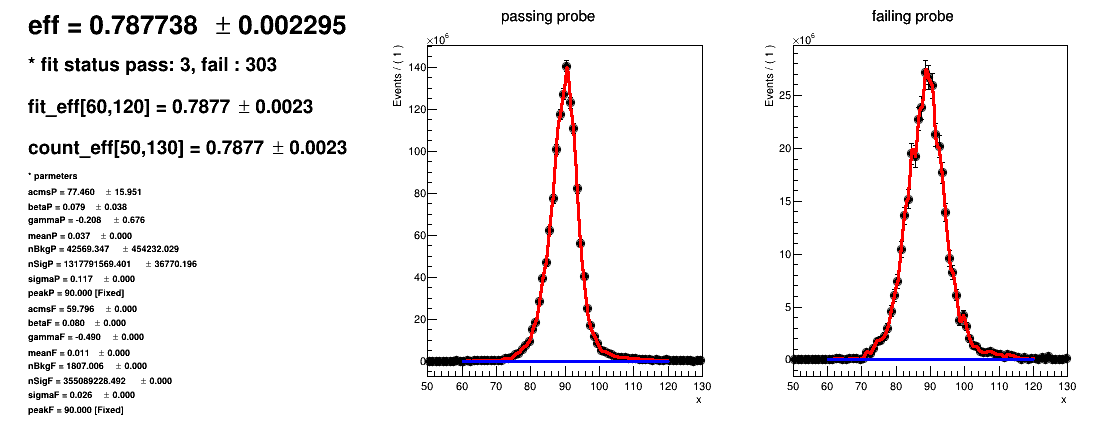 eff = 0.787738 ± 0.002295
* fit status pass: 3, fail : 303
fit_eff[60,120] = 0.7877 ± 0.0023
count_eff[50,130] = 0.7877 ± 0.0023
* parmeters
acmsP = 77.460 ± 15.951
betaP = 0.079 ± 0.038
gammaP = -0.208 ± 0.676
meanP = 0.037 ± 0.000
nBkgP = 42569.347 ± 454232.029
nSigP = 1317791569.401 ± 36770.196
sigmaP = 0.117 ± 0.000
peakP = 90.000 [Fixed]
acmsF = 59.796 ± 0.000
betaF = 0.080 ± 0.000
gammaF = -0.490 ± 0.000
meanF = 0.011 ± 0.000
nBkgF = 1807.006 ± 0.000
nSigF = 355089228.492 ± 0.000
sigmaF = 0.026 ± 0.000
peakF = 90.000 [Fixed]
passing probe
×10⁶
Events / ( 1 )
140
120
100
80
60
40
20
0
50 60 70 80 90 100 110 120 130
x
failing probe
×10⁶
Events / ( 1 )
25
20
15
10
5
0
50 60 70 80 90 100 110 120 130
x